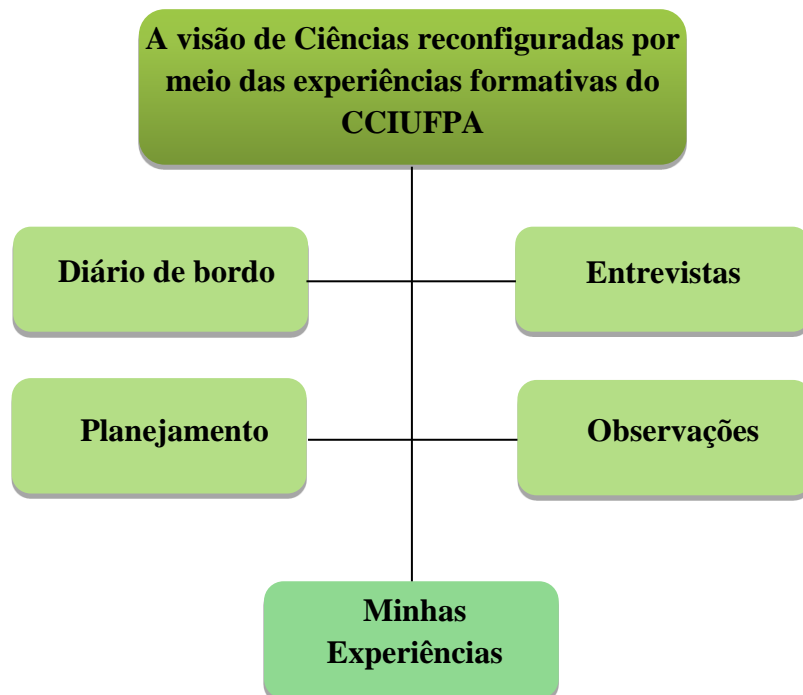 A visão de Ciências reconfiguradas por
meio das experiências formativas do
CCIUFPA
Diário de bordo
Entrevistas
Planejamento
Observações
Minhas
Experiências